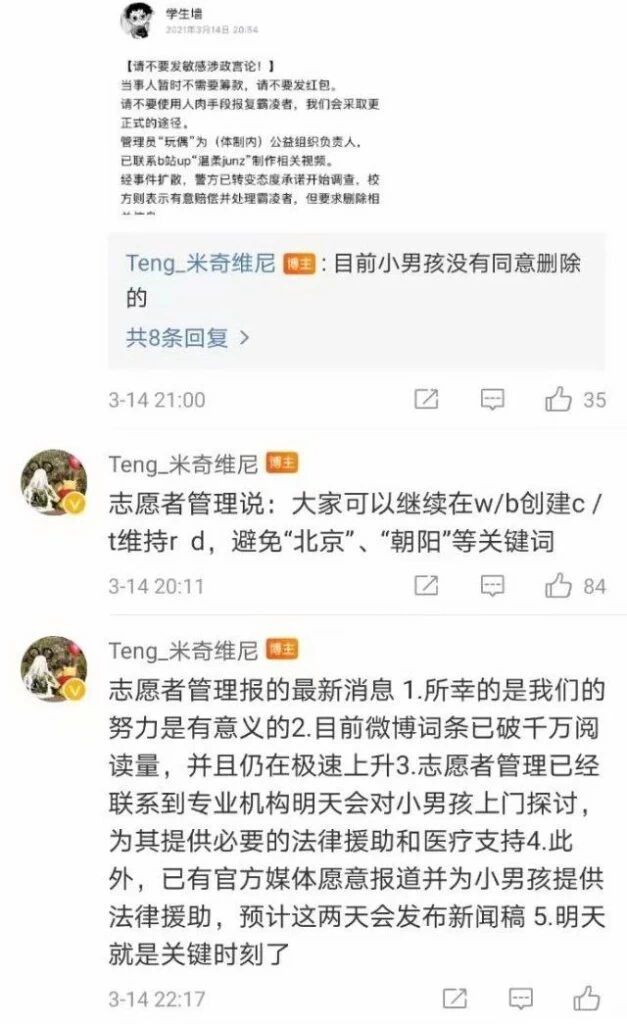 学生墙
2021年3月14日 20:54
【请不要发敏感涉政言论！】
当事人暂时不需要筹款，请不要发红包。
请不要使用人肉手段报复霸凌者，我们会采取更
正式的途径。
管理员“玩偶”为（体制内）公益组织负责人，
已联系b站up“温柔junz”制作相关视频。
经事件扩散，警方已转变态度承诺开始调查，校
方则表示有意赔偿并处理霸凌者，但要求删除相
Teng_米奇维尼 博主：目前小男孩没有同意删除
的
共8条回复 >
3-14 21:00 35
Teng_米奇维尼 博主
志愿者管理说：大家可以继续在w/b创建c /
t维持r d，避免“北京”、“朝阳”等关键词
3-14 20:11 84
Teng_米奇维尼 博主
志愿者管理报的最新消息 1.所幸的是我们的
努力是有意义的2.目前微博词条已破千万阅
读量，并且仍在极速上升3.志愿者管理已经
联系到专业机构明天会对小男孩上门探讨，
为其提供必要的法律援助和医疗支持4.此
外，已有官方媒体愿意报道并为小男孩提供
法律援助，预计这两天会发布新闻稿 5.明天
就是关键时刻了
3-14 22:17